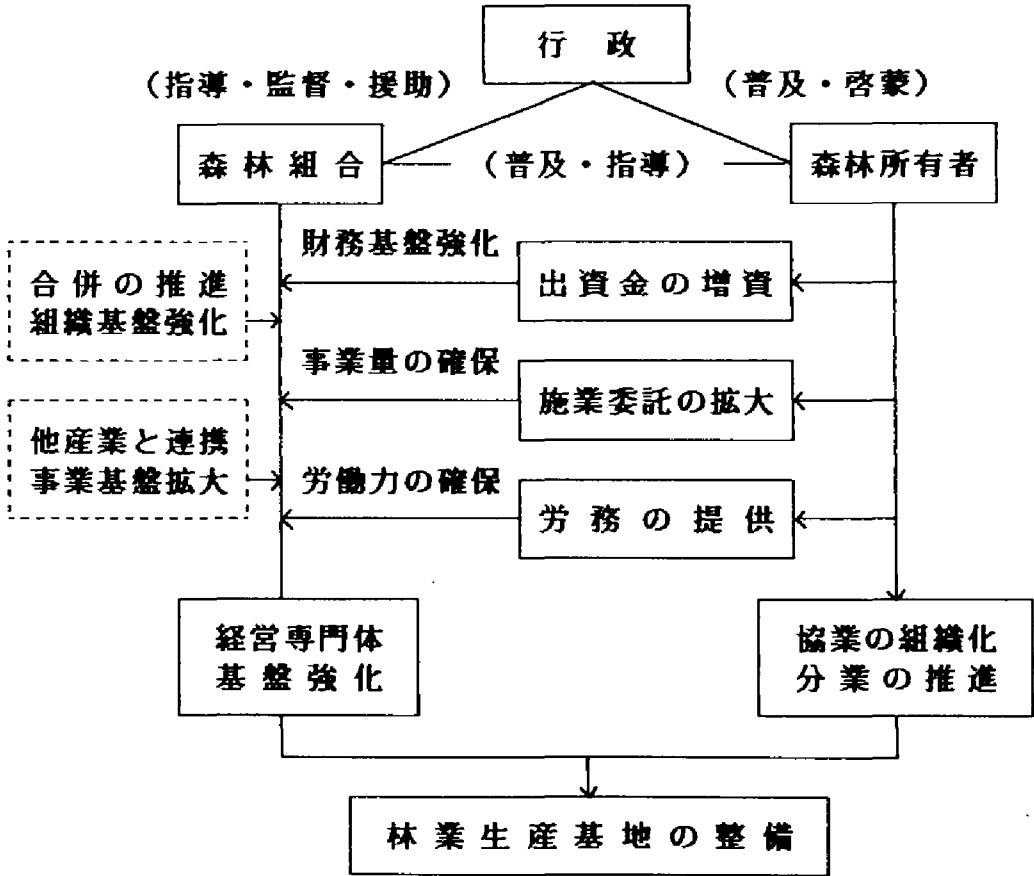 行政
（指導・監督・援助）
（普及・啓蒙）
森林組合
（普及・指導）
森林所有者
財務基盤強化
合併の推進
組織基盤強化
出資金の増資
事業量の確保
施業委託の拡大
他産業と連携
事業基盤拡大
労働力の確保
労務の提供
経営専門体
基盤強化
協業の組織化
分業の推進
林業生産基地の整備